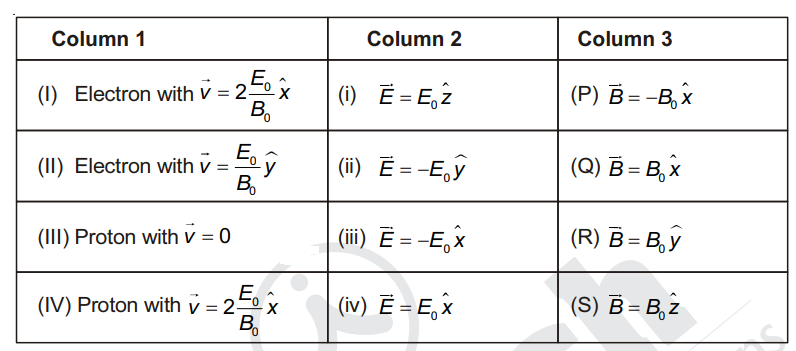 Column 1 Column 2 Column 3
(I) Electron with $\vec{v} = 2\frac{E_0}{B_0}\hat{x}$ (i) $\vec{E} = E_0\hat{z}$ (P) $\vec{B} = -B_0\hat{x}$
(II) Electron with $\vec{v} = \frac{E_0}{B_0}\hat{y}$ (ii) $\vec{E} = -E_0\hat{y}$ (Q) $\vec{B} = B_0\hat{x}$
(III) Proton with $\vec{v} = 0$ (iii) $\vec{E} = -E_0\hat{x}$ (R) $\vec{B} = B_0\hat{y}$
(IV) Proton with $\vec{v} = 2\frac{E_0}{B_0}\hat{x}$ (iv) $\vec{E} = E_0\hat{x}$ (S) $\vec{B} = B_0\hat{z}$